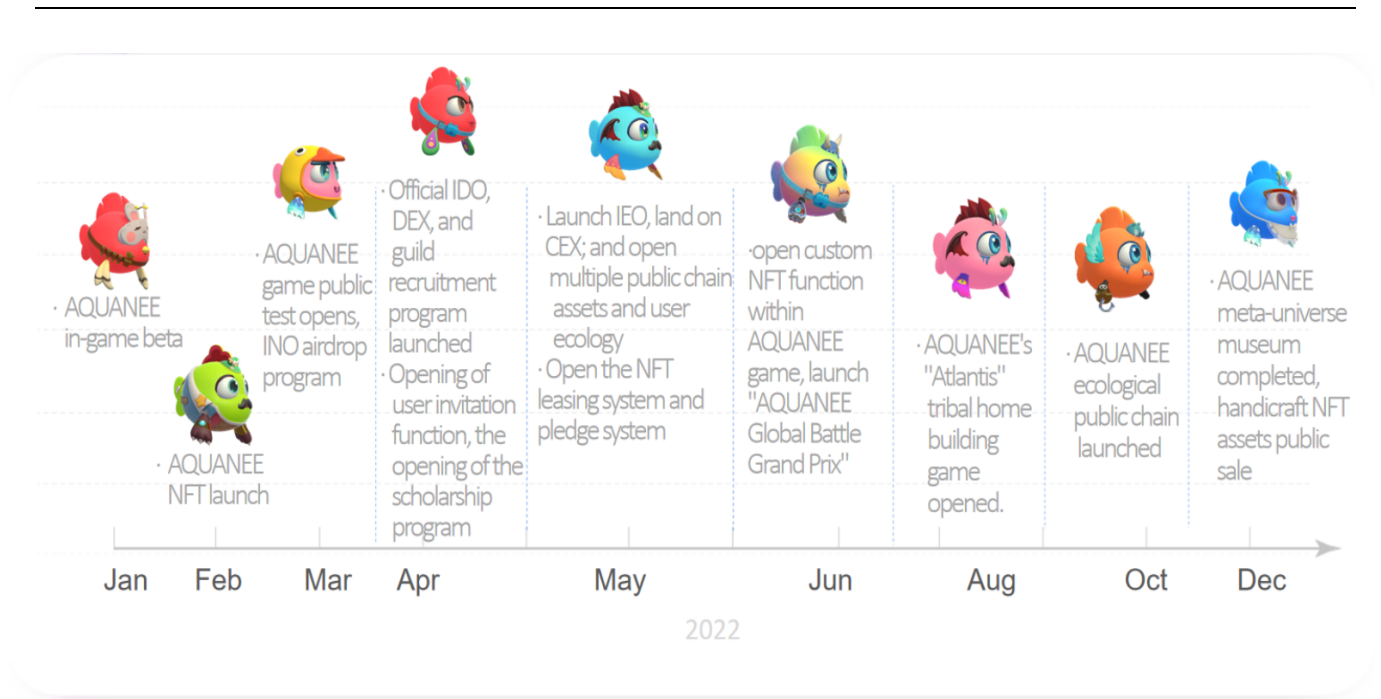 · AQUANEE
in-game beta
· AQUANEE
NFT launch
· AQUANEE
game public
test opens,
INO airdrop
program
· Official IDO,
DEX, and
guild
recruitment
program
launched
· Opening of
user invitation
function, the
opening of the
scholarship
program
· Launch IEO, land on
CEX; and open
multiple public chain
assets and user
ecology
· Open the NFT
leasing system and
pledge system
·open custom
NFT function
within
AQUANEE
game, launch
"AQUANEE
Global Battle
Grand Prix"
· AQUANEE's
"Atlantis"
tribal home
building
game
opened.
· AQUANEE
ecological
public chain
launched
· AQUANEE
meta-universe
museum
completed,
handicraft NFT
assets public
sale
Jan Feb Mar Apr May Jun Aug Oct Dec
2022